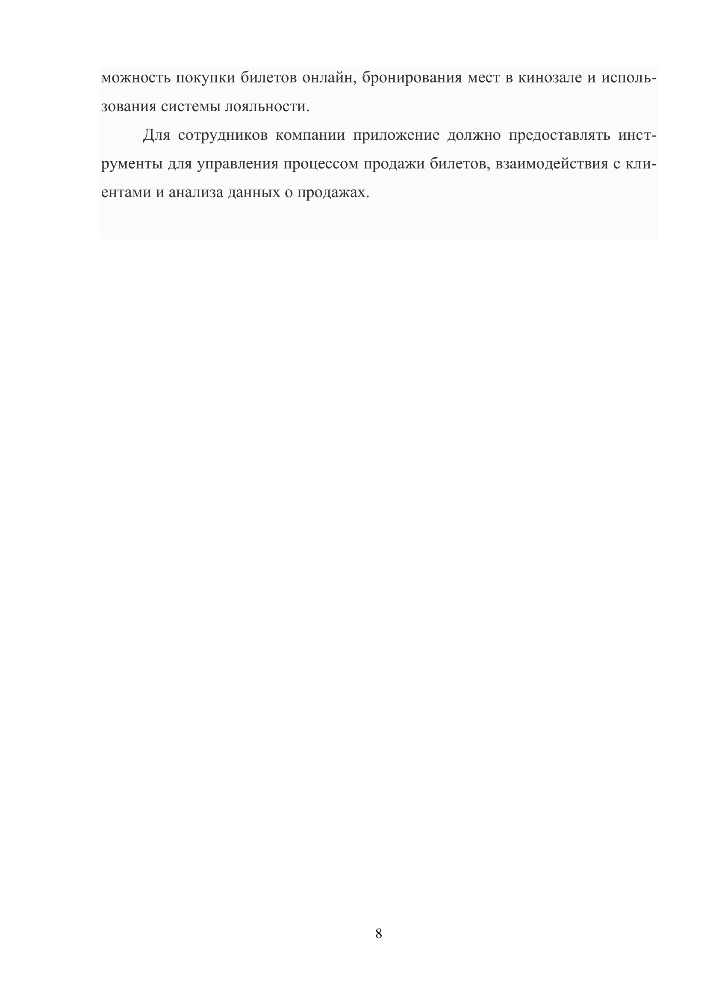 можность покупки билетов онлайн, бронирования мест в кинозале и исполь-
зования системы лояльности.
Для сотрудников компании приложение должно предоставлять инст-
рументы для управления процессом продажи билетов, взаимодействия с кли-
ентами и анализа данных о продажах.
8